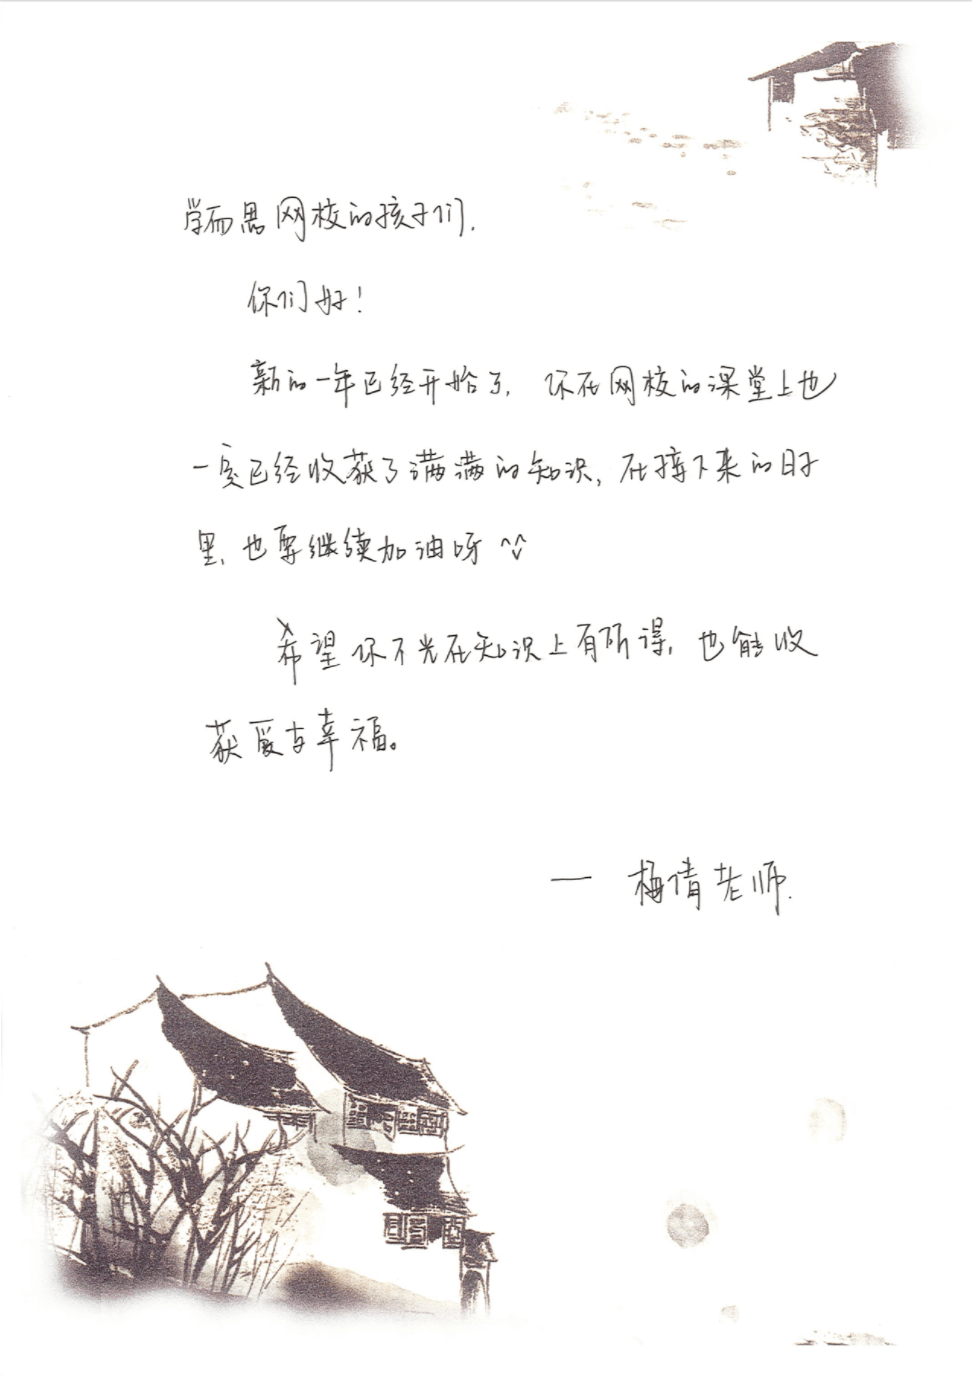 学而思网校的孩子们.
你们好!
新的一年已经开始了, 你在网校的课堂上也
一定已经收获了满满的知识, 在接下来的日子
里, 也要继续加油呀 ^^
希望你不光在知识上有所得, 也能收
获爱与幸福。
— 梅倩老师.